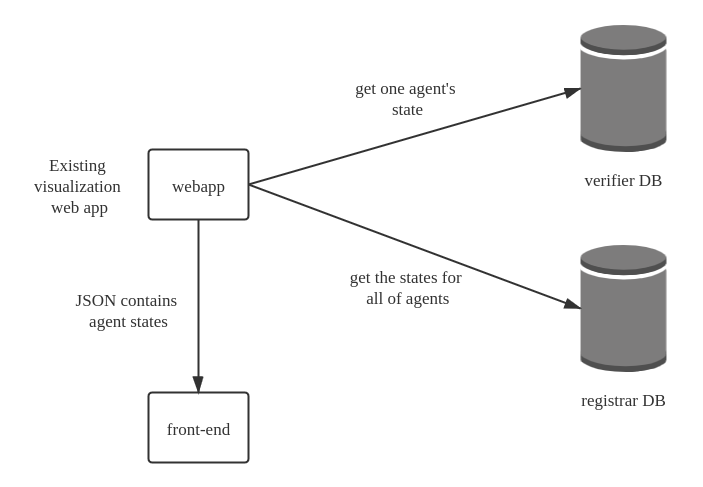 get one agent's
state
Existing
visualization
web app
webapp
verifier DB
get the states for
all of agents
JSON contains
agent states
registrar DB
front-end